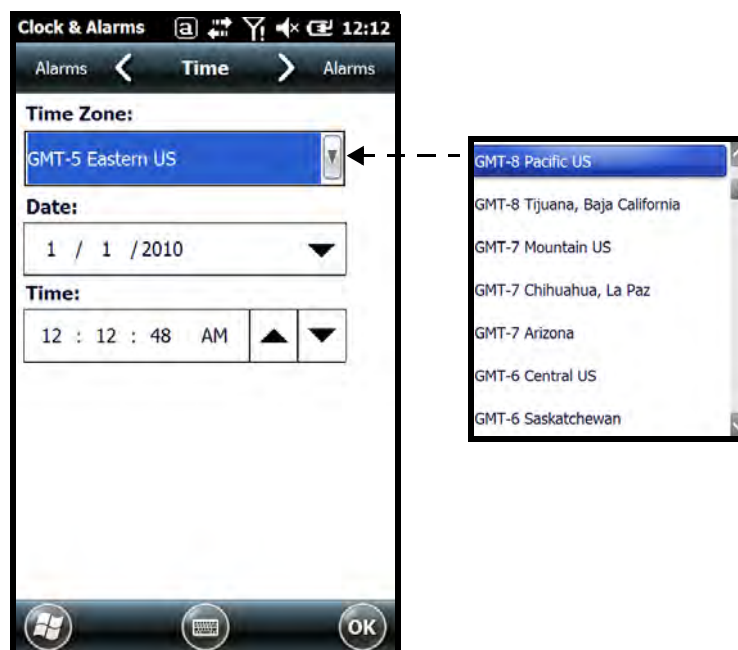 Clock & Alarms a 12:12
Alarms Time Alarms
Time Zone:
GMT-5 Eastern US
Date:
1 / 1 / 2010
Time:
12 : 12 : 48 AM
OK
GMT-8 Pacific US
GMT-8 Tijuana, Baja California
GMT-7 Mountain US
GMT-7 Chihuahua, La Paz
GMT-7 Arizona
GMT-6 Central US
GMT-6 Saskatchewan